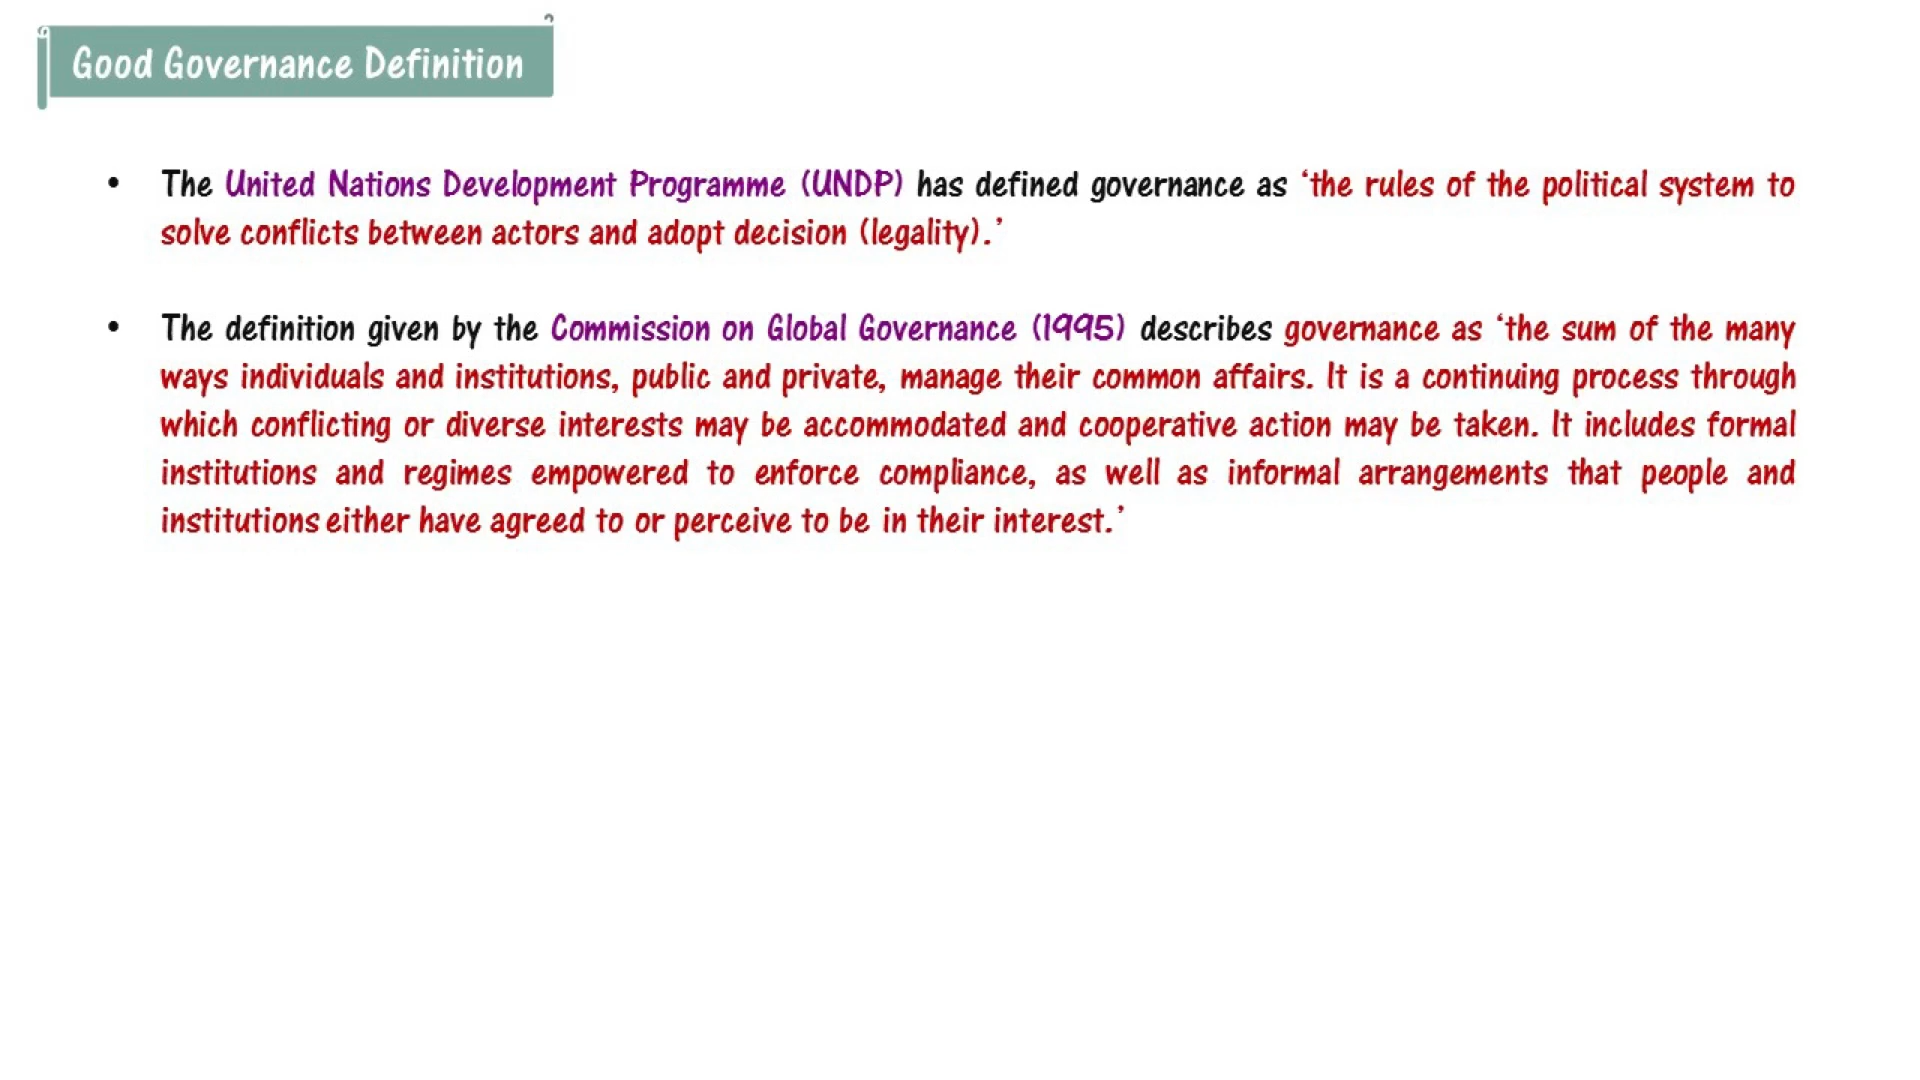 Good Governance Definition
• The United Nations Development Programme (UNDP) has defined governance as ‘the rules of the political system to
solve conflicts between actors and adopt decision (legality).’
• The definition given by the Commission on Global Governance (1995) describes governance as ‘the sum of the many
ways individuals and institutions, public and private, manage their common affairs. It is a continuing process through
which conflicting or diverse interests may be accommodated and cooperative action may be taken. It includes formal
institutions and regimes empowered to enforce compliance, as well as informal arrangements that people and
institutions either have agreed to or perceive to be in their interest.’